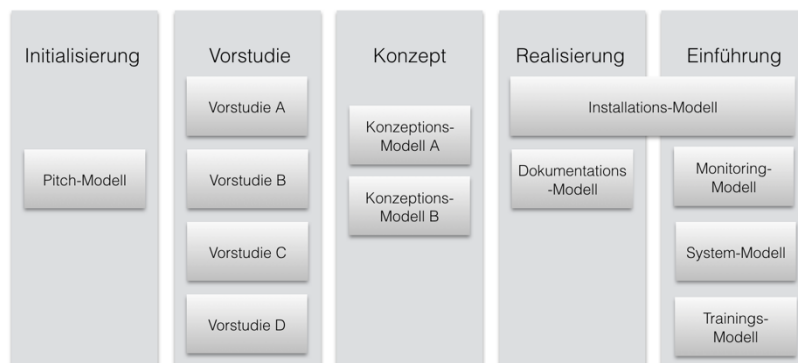 Initialisierung
Pitch-Modell
Vorstudie
Vorstudie A
Vorstudie B
Vorstudie C
Vorstudie D
Konzept
Konzeptions-
Modell A
Konzeptions-
Modell B
Realisierung
Einführung
Installations-Modell
Dokumentations
-Modell
Monitoring-
Modell
System-Modell
Trainings-
Modell